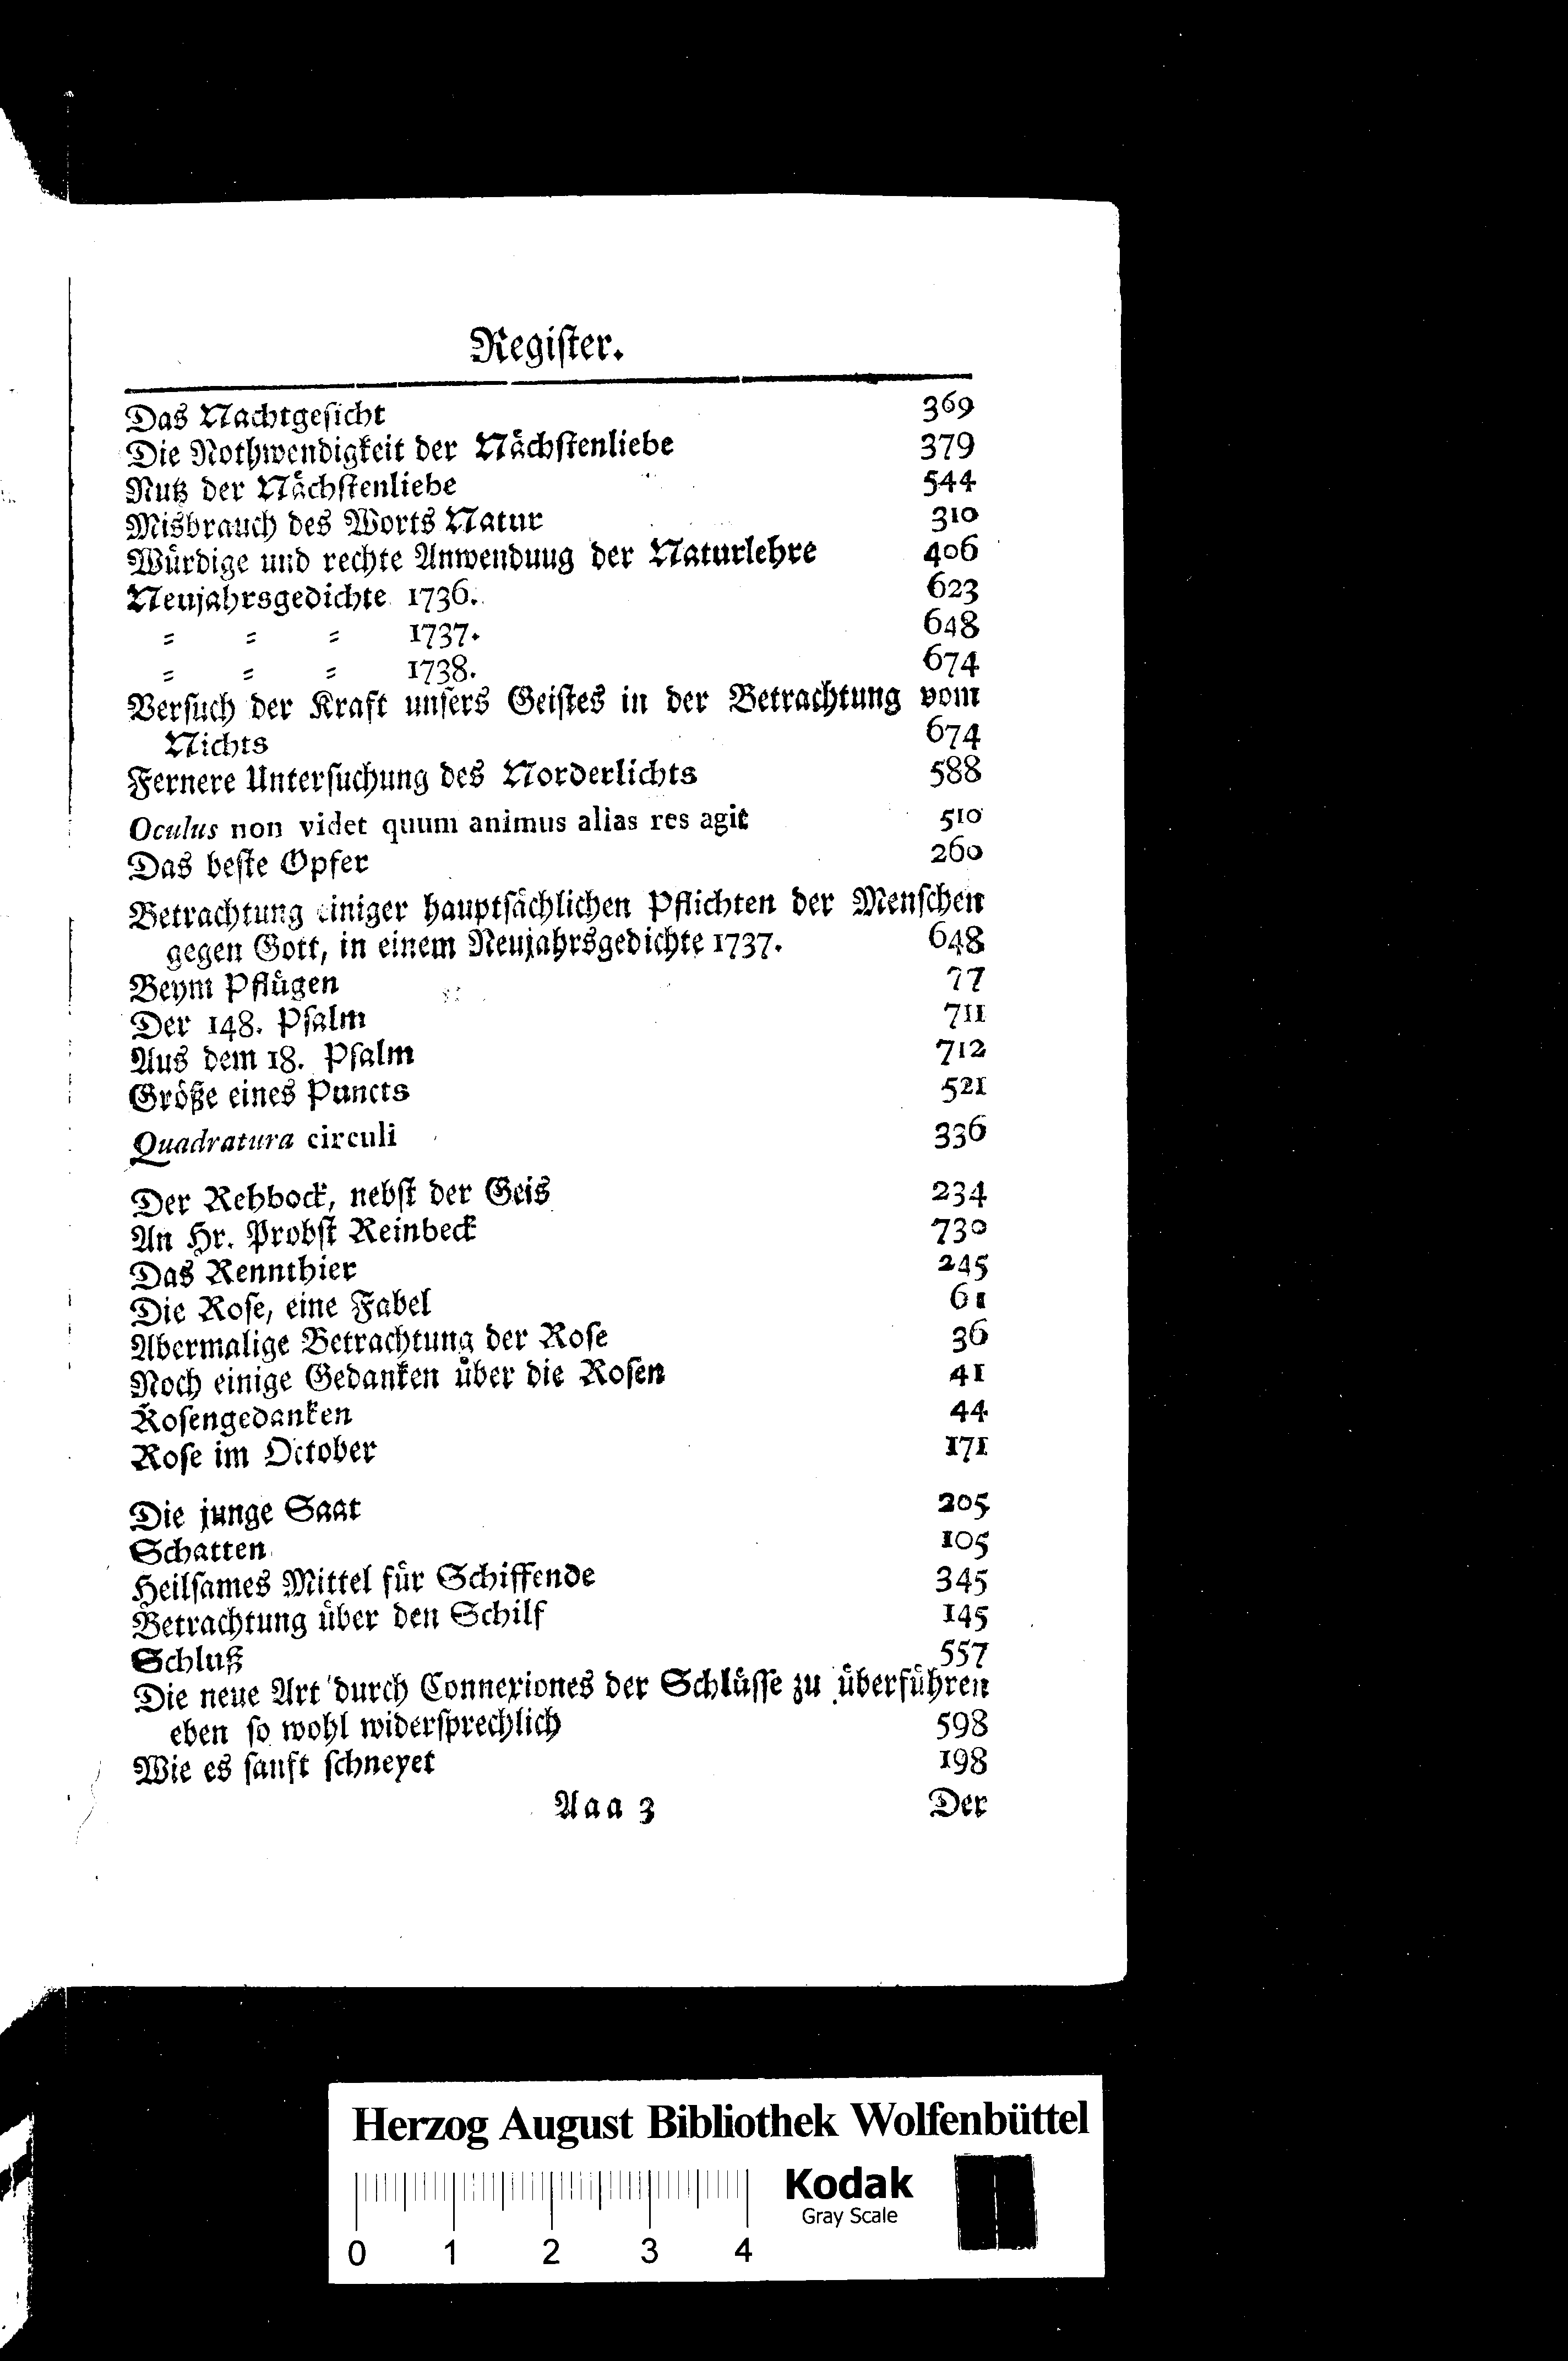 Register.
Das Nachtgesicht 369
Die Nothwendigkeit der Nächstenliebe 379
Nutz der Nächstenliebe 544
Misbrauch des Worts Natur 310
Würdige und rechte Anwenduug der Naturlehre 406
Neujahrsgedichte 1736. 623
= = = 1737. 648
= = = 1738. 674
Versuch der Kraft unsers Geistes in der Betrachtung vom
Nichts 674
Fernere Untersuchung des Norderlichts 588
Oculus non videt quum animus alias res agit 510
Das beste Opfer 260
Betrachtung einiger hauptsächlichen Pflichten der Menschen
gegen Gott, in einem Neujahrsgedichte 1737. 648
Beym Pflügen 77
Der 148. Psalm 711
Aus dem 18. Psalm 712
Größe eines Puncts 521
Quadratura circuli 336
Der Rehbock, nebst der Geis 234
An Hr. Probst Reinbeck 730
Das Rennthier 245
Die Rose, eine Fabel 61
Abermalige Betrachtung der Rose 36
Noch einige Gedanken über die Rosen 41
Rosengedanken 44
Rose im October 171
Die junge Saat 205
Schatten 105
Heilsames Mittel für Schiffende 345
Betrachtung über den Schilf 145
Schluß 557
Die neue Art durch Connexiones der Schlüsse zu überführen
eben so wohl widersprechlich 598
Wie es sanft schneyet 198
Aaa 3 Der
Herzog August Bibliothek Wolfenbüttel
Kodak
Gray Scale
0 1 2 3 4